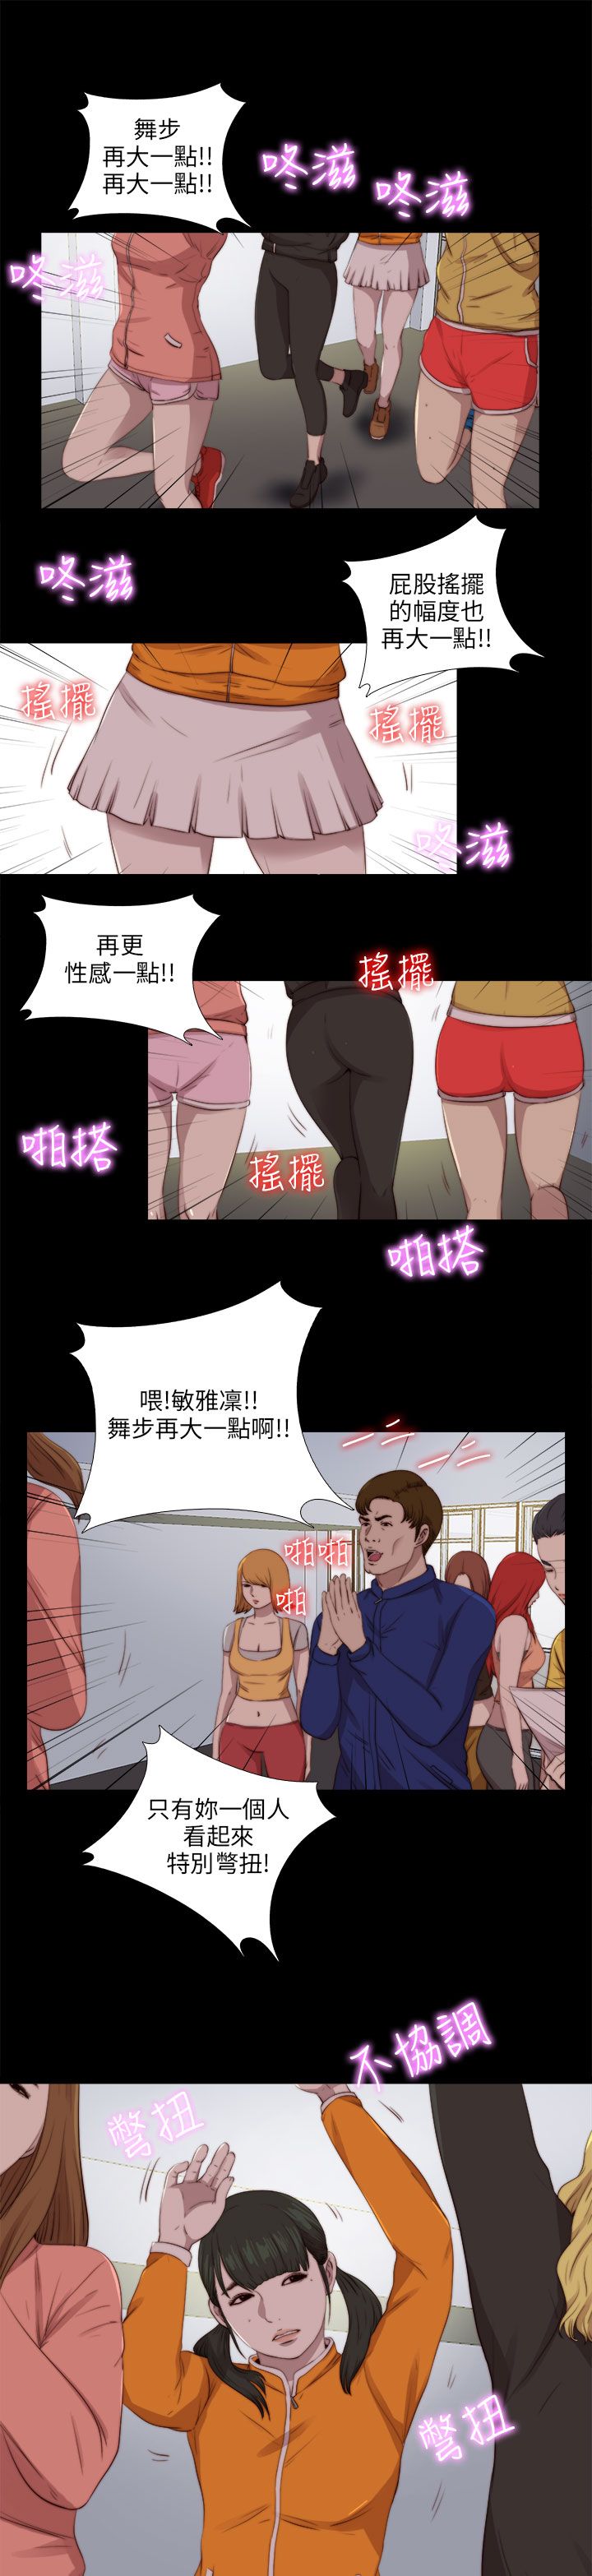 舞步
再大一點!!
再大一點!!
咚滋
咚滋
咚滋
咚滋
屁股搖擺
的幅度也
再大一點!!
搖擺
搖擺
咚滋
再更
性感一點!!
搖擺
啪搭
搖擺
啪搭
喂!敏雅凜!!
舞步再大一點啊!!
一二
一二
啪啪
啪
只有妳一個人
看起來
特別彆扭!
不協調
彆扭
彆扭